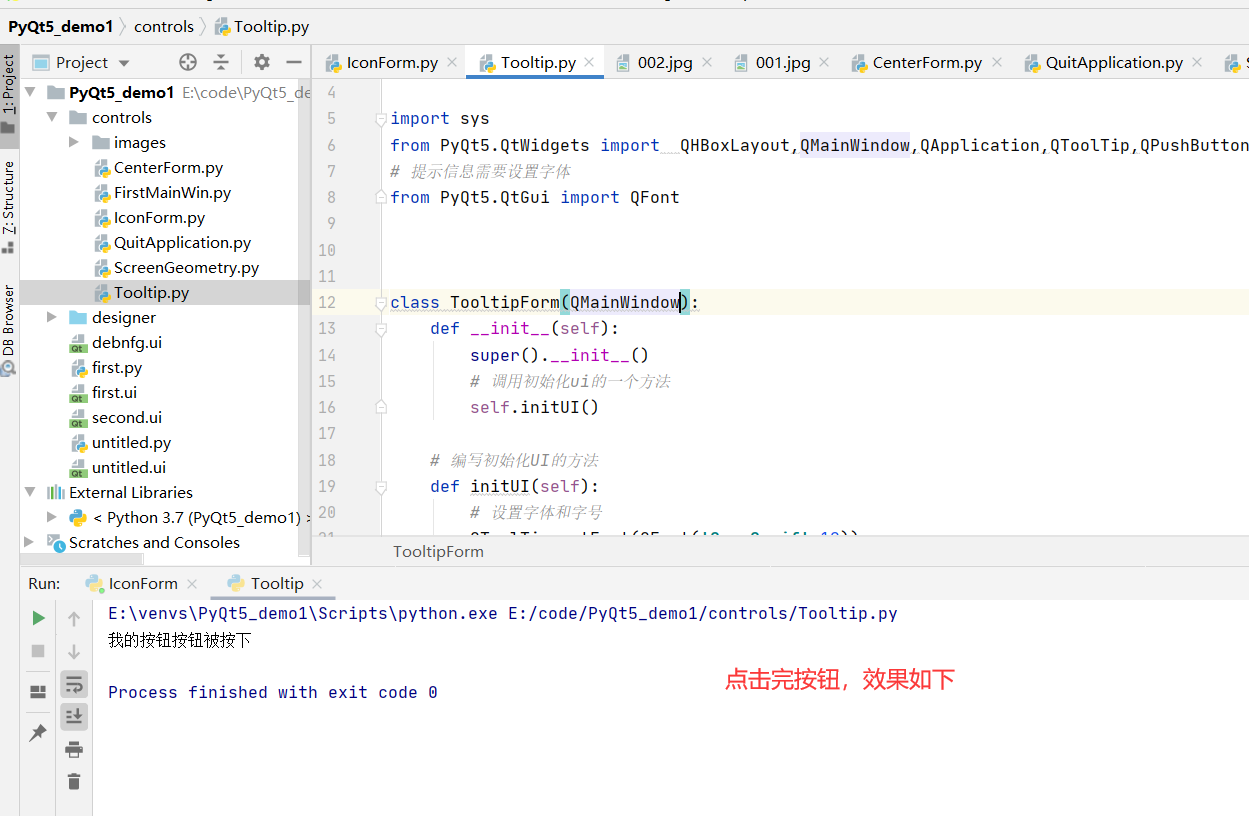 PyQt5_demo1 controls Tooltip.py
Project
IconForm.py Tooltip.py 002.jpg 001.jpg CenterForm.py QuitApplication.py
1: Project
Z: Structure
DB Browser
PyQt5_demo1 E:\code\PyQt5_de
controls
images
CenterForm.py
FirstMainWin.py
IconForm.py
QuitApplication.py
ScreenGeometry.py
Tooltip.py
designer
debnfg.ui
first.py
first.ui
second.ui
untitled.py
untitled.ui
External Libraries
< Python 3.7 (PyQt5_demo1) >
Scratches and Consoles
4
5 import sys
6 from PyQt5.QtWidgets import QHBoxLayout,QMainWindow,QApplication,QToolTip,QPushButton
7 # 提示信息需要设置字体
8 from PyQt5.QtGui import QFont
9
10
11
12 class TooltipForm(QMainWindow):
13 def __init__(self):
14 super().__init__()
15 # 调用初始化ui的一个方法
16 self.initUI()
17
18 # 编写初始化UI的方法
19 def initUI(self):
20 # 设置字体和字号
TooltipForm
Run: IconForm Tooltip
E:\venvs\PyQt5_demo1\Scripts\python.exe E:/code/PyQt5_demo1/controls/Tooltip.py
我的按钮按钮被按下
点击完按钮，效果如下
Process finished with exit code 0